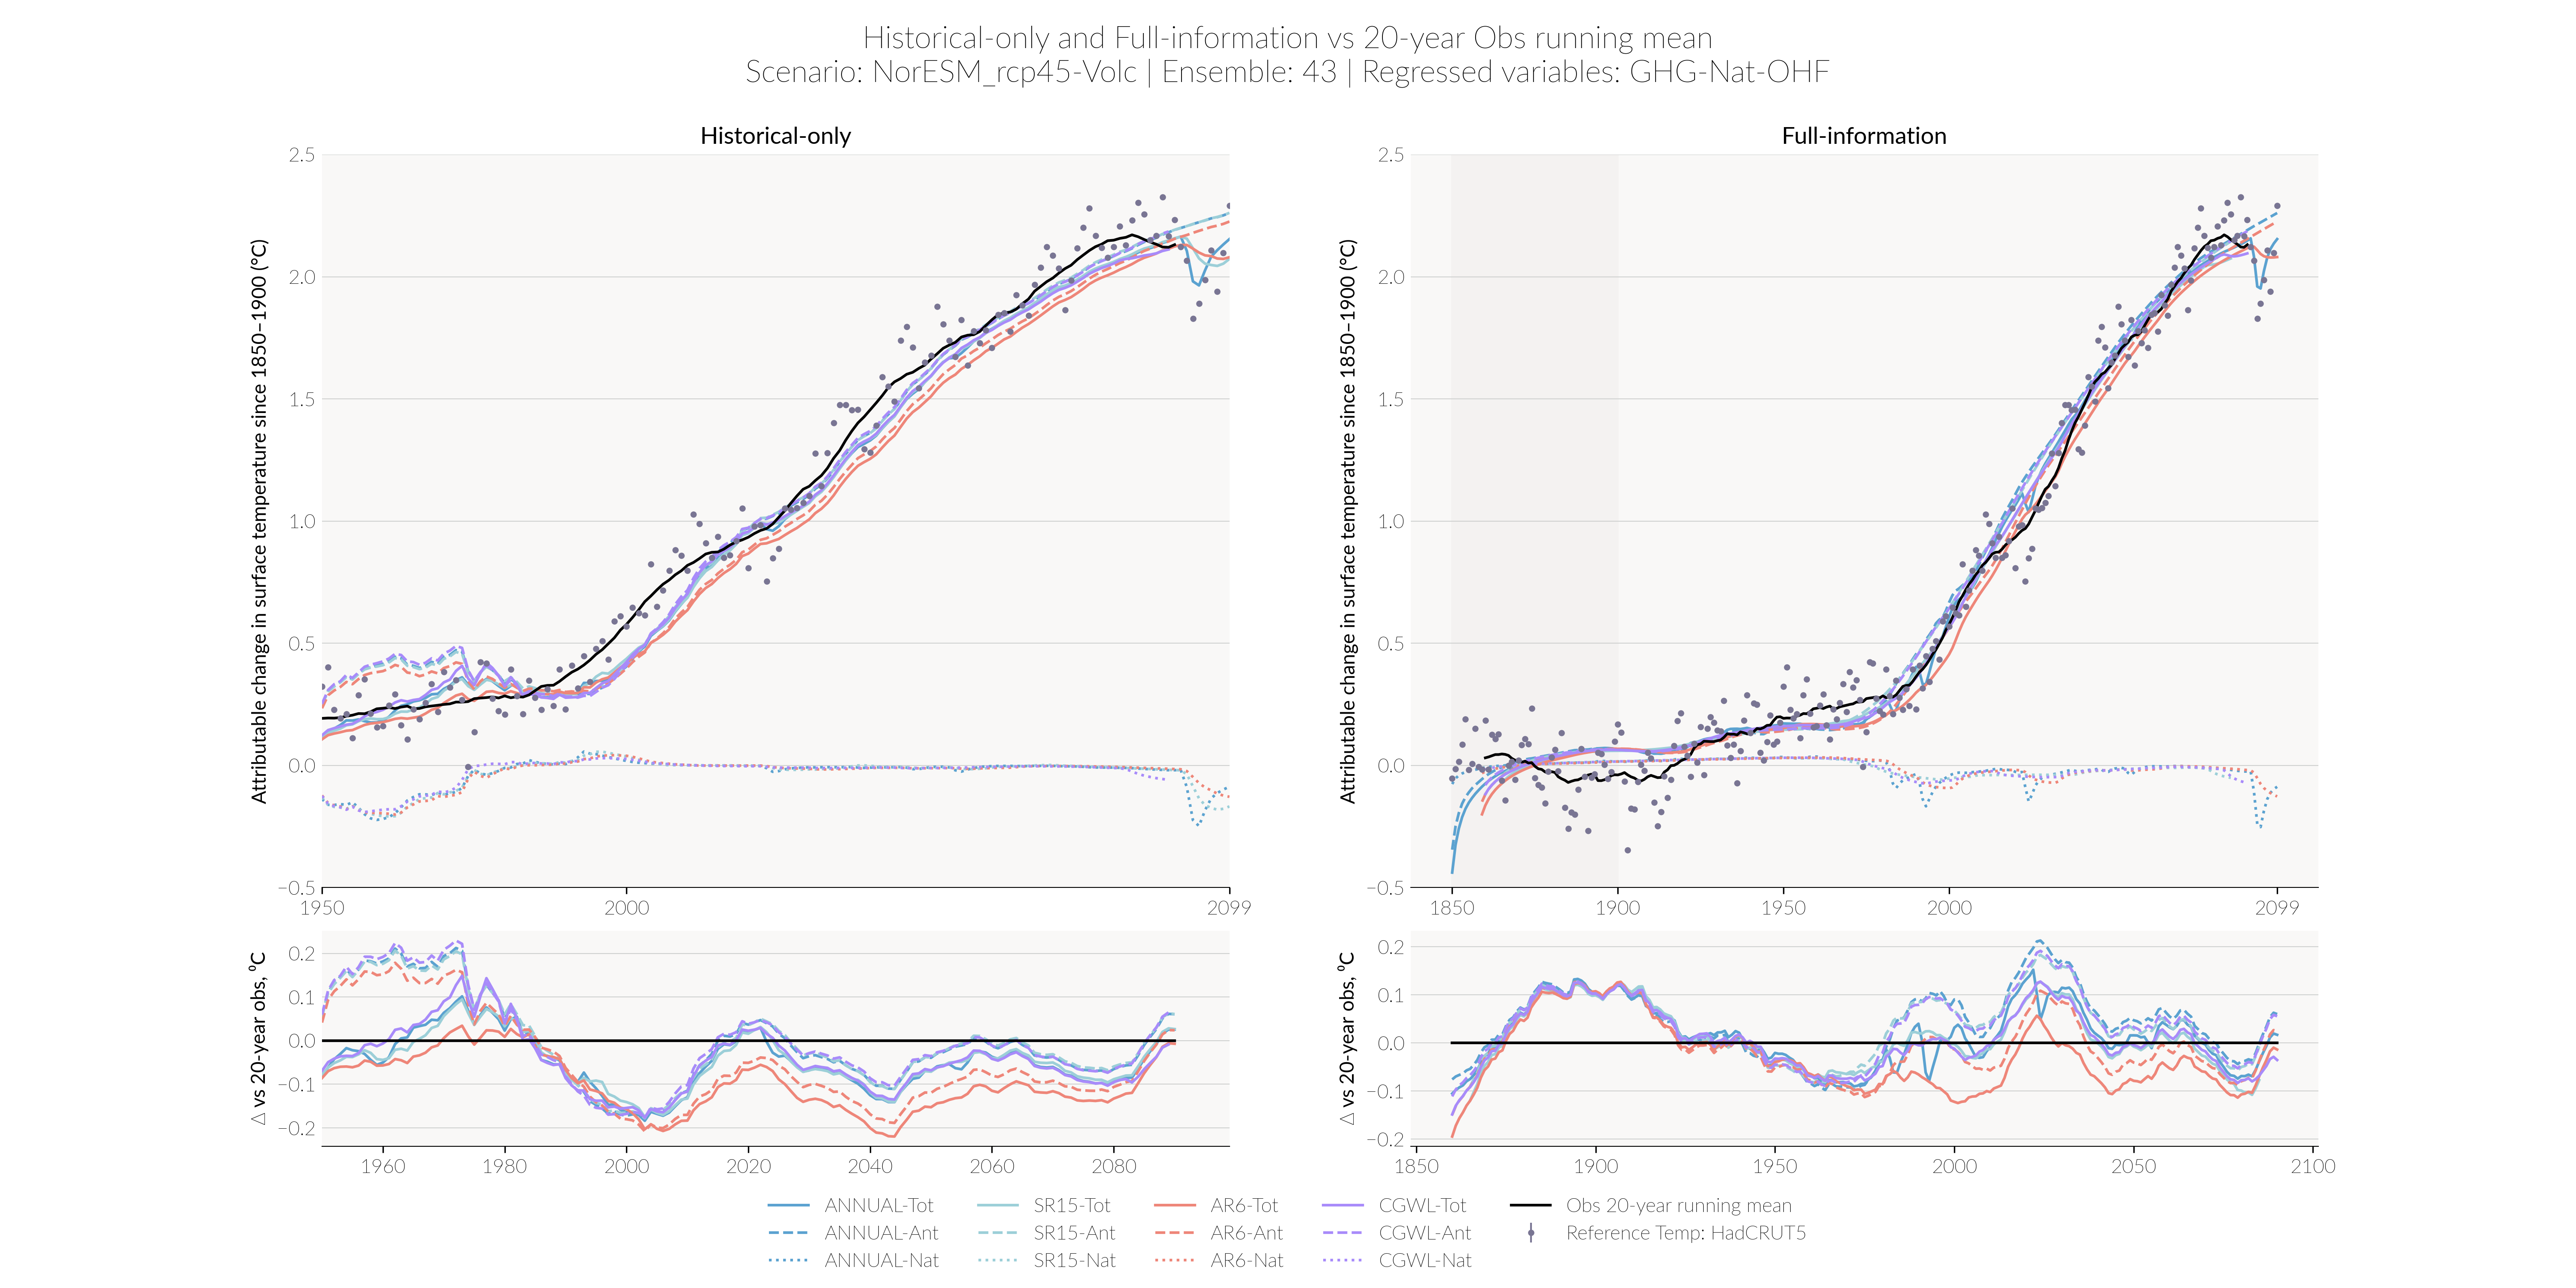 Historical-only and Full-information vs 20-year Obs running mean
Scenario: NorESM_rcp45-Volc | Ensemble: 43 | Regressed variables: GHG-Nat-OHF
Historical-only
Attributable change in surface temperature since 1850–1900 (°C)
2.5
2.0
1.5
1.0
0.5
0.0
−0.5
1950
2000
2099
Full-information
Attributable change in surface temperature since 1850–1900 (°C)
2.5
2.0
1.5
1.0
0.5
0.0
−0.5
1850
1900
1950
2000
2099
△ vs 20-year obs, °C
0.2
0.1
0.0
−0.1
−0.2
1960
1980
2000
2020
2040
2060
2080
△ vs 20-year obs, °C
0.2
0.1
0.0
−0.1
−0.2
1850
1900
1950
2000
2050
2100
ANNUAL-Tot
ANNUAL-Ant
ANNUAL-Nat
SR15-Tot
SR15-Ant
SR15-Nat
AR6-Tot
AR6-Ant
AR6-Nat
CGWL-Tot
CGWL-Ant
CGWL-Nat
Obs 20-year running mean
Reference Temp: HadCRUT5